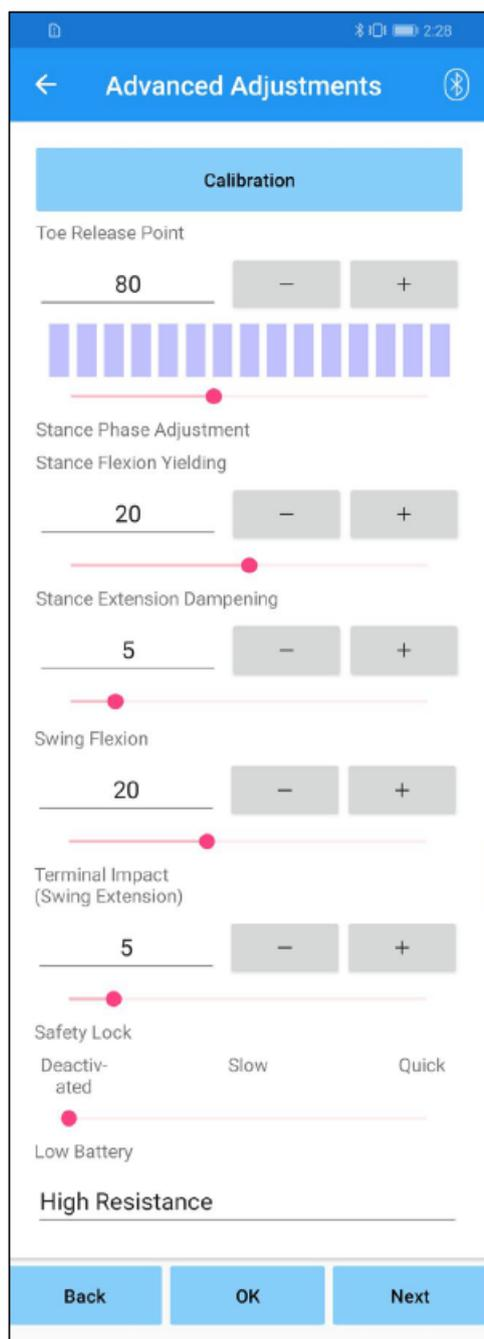 2:28
Advanced Adjustments
Calibration
Toe Release Point
80 − +
Stance Phase Adjustment
Stance Flexion Yielding
20 − +
Stance Extension Dampening
5 − +
Swing Flexion
20 − +
Terminal Impact
(Swing Extension)
5 − +
Safety Lock
Deactiv- Slow Quick
ated
Low Battery
High Resistance
Back OK Next